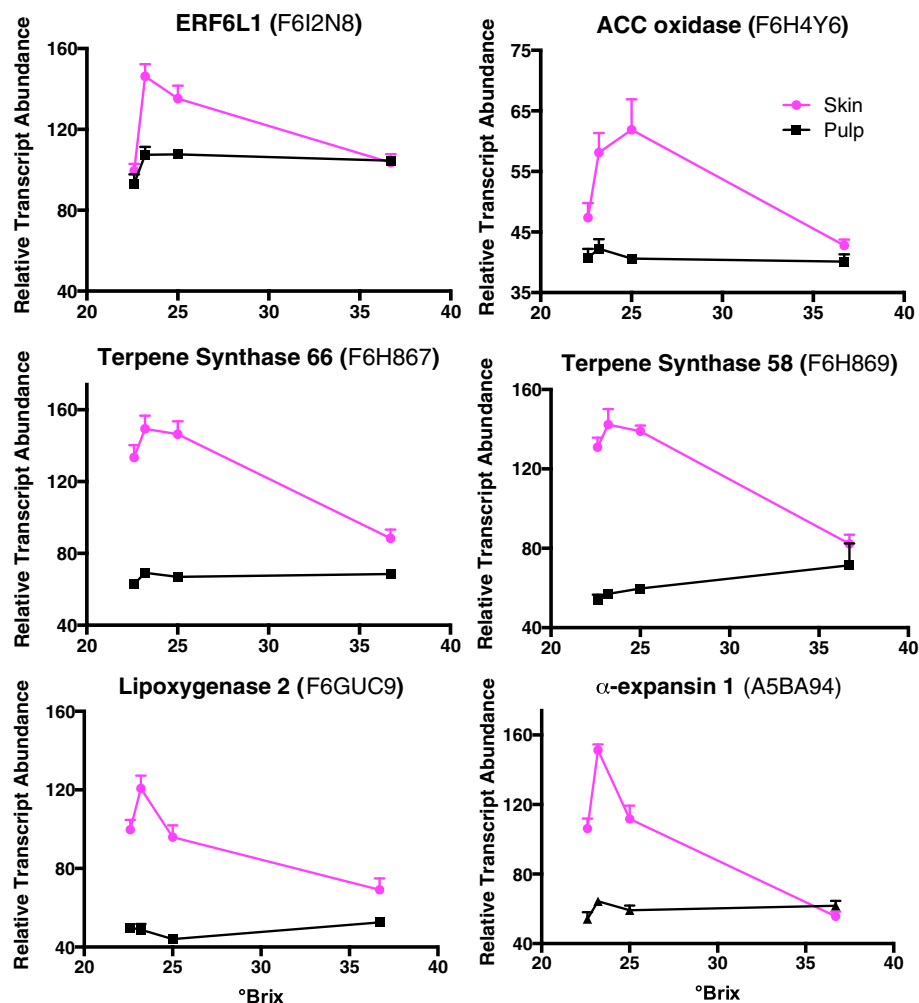 ERF6L1 (F6I2N8)
Relative Transcript Abundance
160
120
80
40
20 25 30 35 40
ACC oxidase (F6H4Y6)
Relative Transcript Abundance
75
65
55
45
35
20 25 30 35 40
Skin
Pulp
Terpene Synthase 66 (F6H867)
Relative Transcript Abundance
160
120
80
40
20 25 30 35 40
Terpene Synthase 58 (F6H869)
Relative Transcript Abundance
160
120
80
40
20 25 30 35 40
Lipoxygenase 2 (F6GUC9)
Relative Transcript Abundance
160
120
80
40
20 25 30 35 40
°Brix
α-expansin 1 (A5BA94)
Relative Transcript Abundance
160
120
80
40
20 25 30 35 40
°Brix